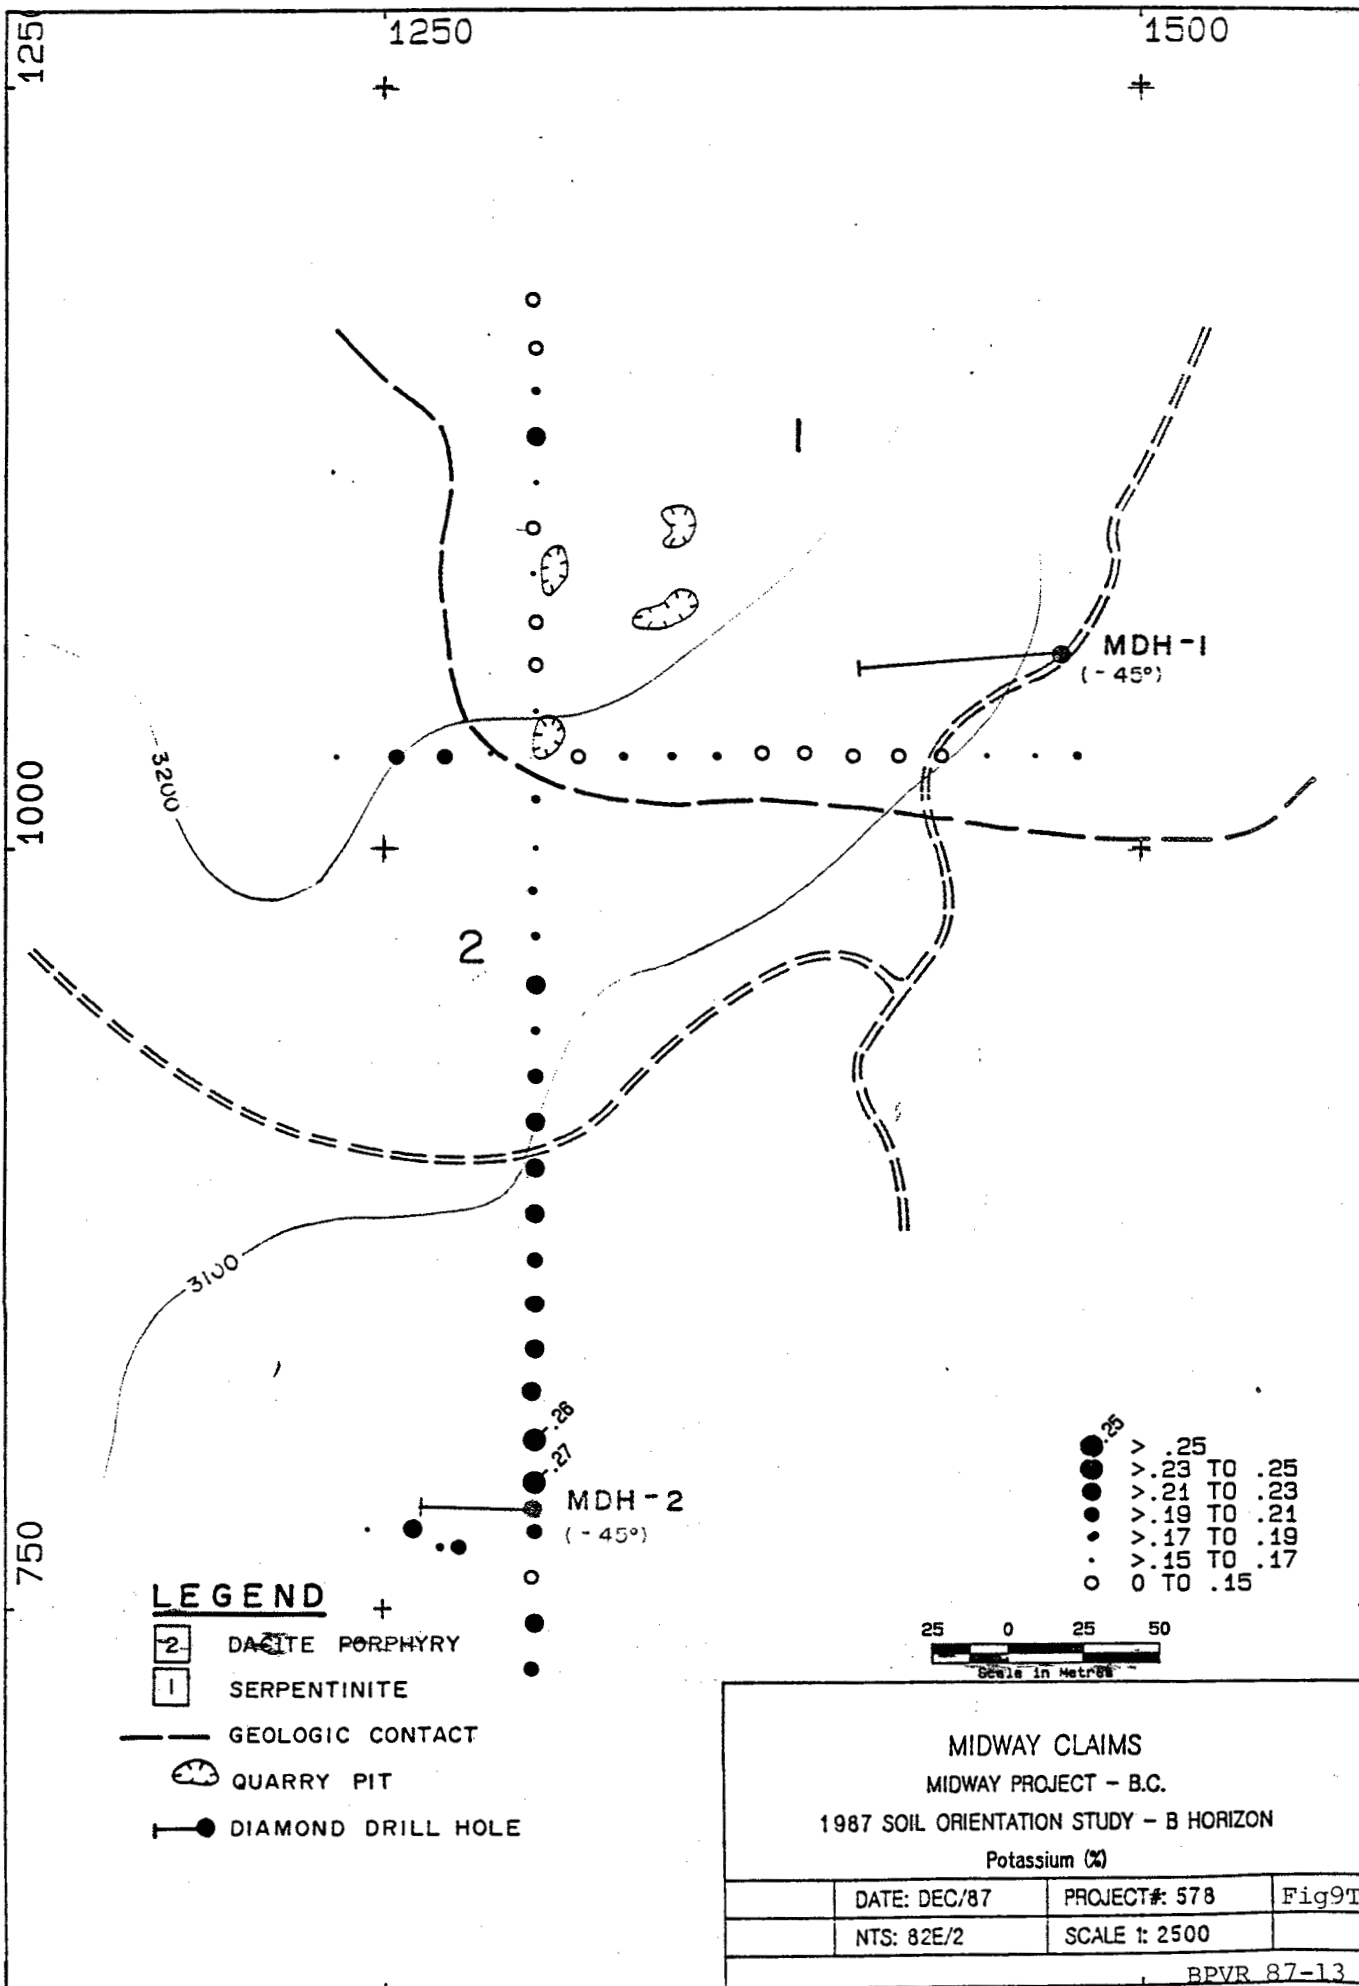 1250
1500
125
1
MDH-1
(-45°)
3200
1000
2
3100
.26
.27
MDH-2
(-45°)
750
.25
> .25
>.23 TO .25
>.21 TO .23
>.19 TO .21
>.17 TO .19
>.15 TO .17
0 TO .15
LEGEND
2 DACITE PORPHYRY
1 SERPENTINITE
GEOLOGIC CONTACT
QUARRY PIT
DIAMOND DRILL HOLE
25 0 25 50
Scale in Metres
MIDWAY CLAIMS
MIDWAY PROJECT - B.C.
1987 SOIL ORIENTATION STUDY - B HORIZON
Potassium (%)
DATE: DEC/87 PROJECT#: 578 Fig9T
NTS: 82E/2 SCALE 1: 2500
BPVR 87-13